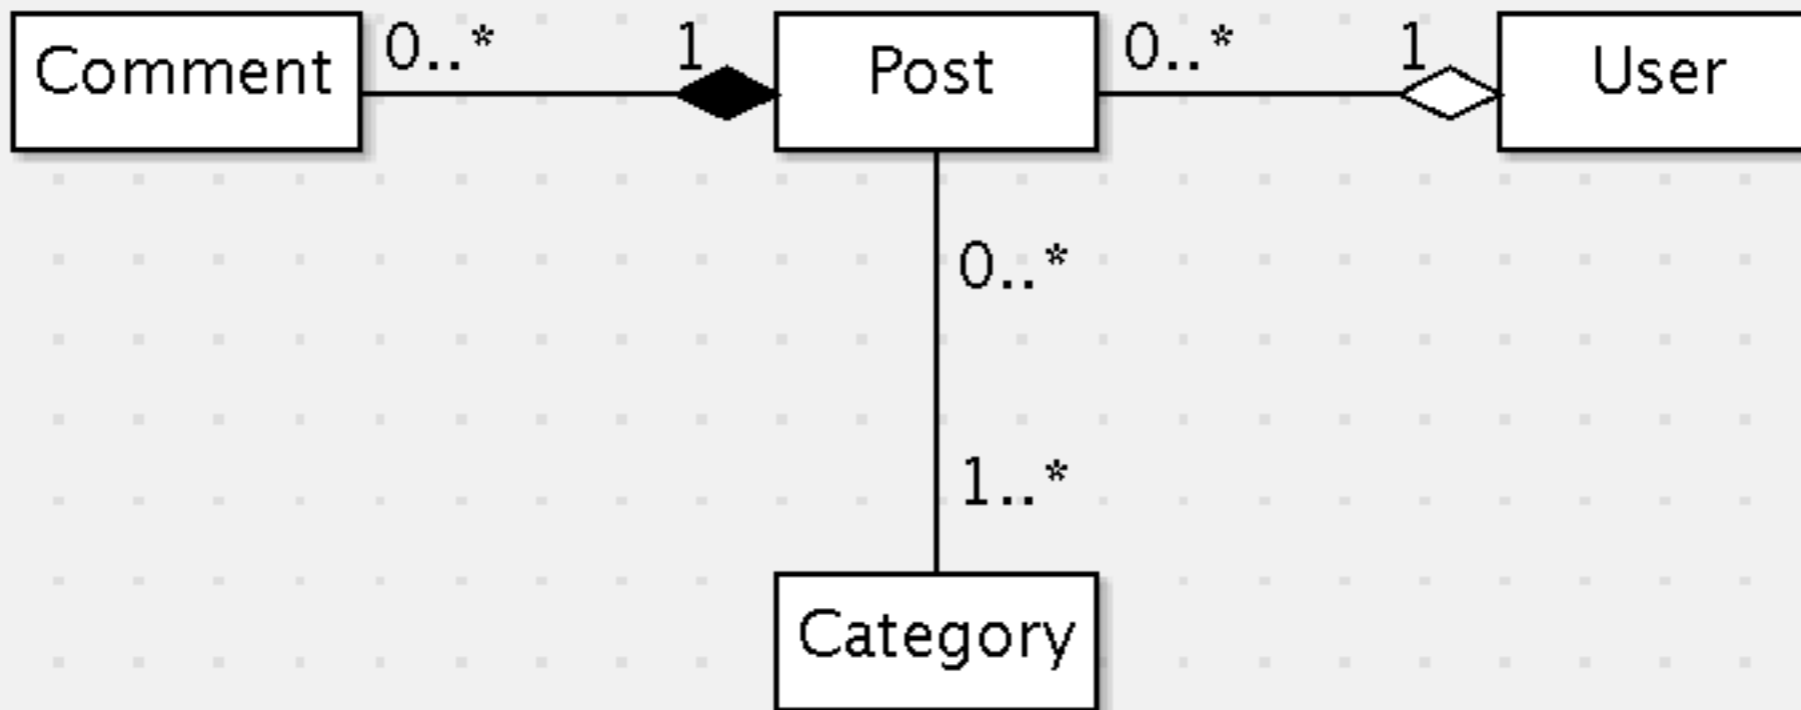 Comment 0..* 1 Post 0..* 1 User
0..*
1..*
Category